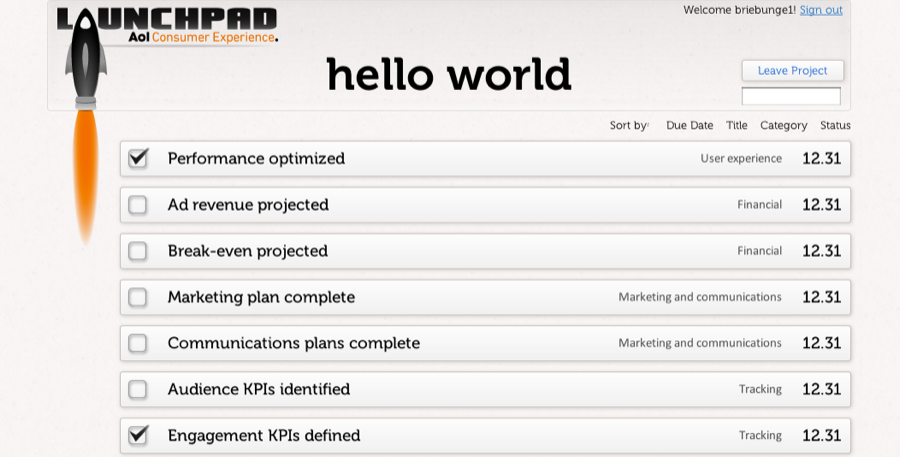 LAUNCHPAD
Aol Consumer Experience.
Welcome briebunge1! Sign out
hello world
Leave Project
Sort by: Due Date Title Category Status
Performance optimized User experience 12.31
Ad revenue projected Financial 12.31
Break-even projected Financial 12.31
Marketing plan complete Marketing and communications 12.31
Communications plans complete Marketing and communications 12.31
Audience KPIs identified Tracking 12.31
Engagement KPIs defined Tracking 12.31